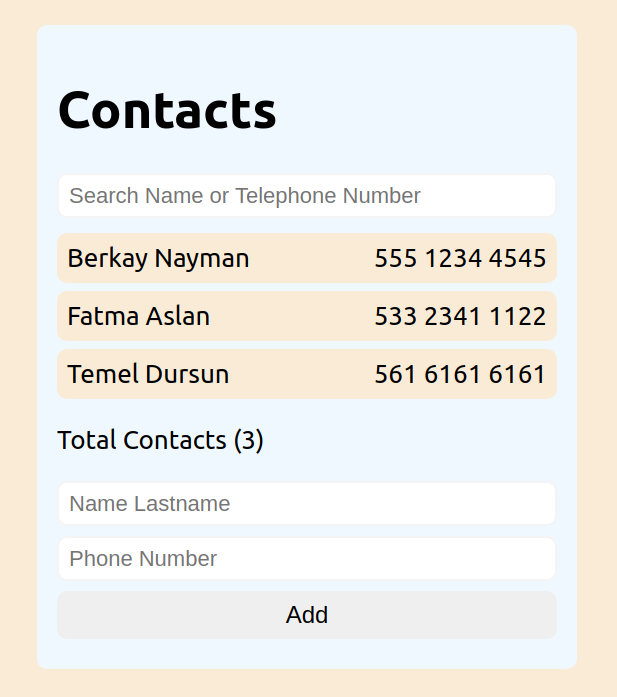 Contacts
Search Name or Telephone Number
Berkay Nayman 555 1234 4545
Fatma Aslan 533 2341 1122
Temel Dursun 561 6161 6161
Total Contacts (3)
Name Lastname
Phone Number
Add